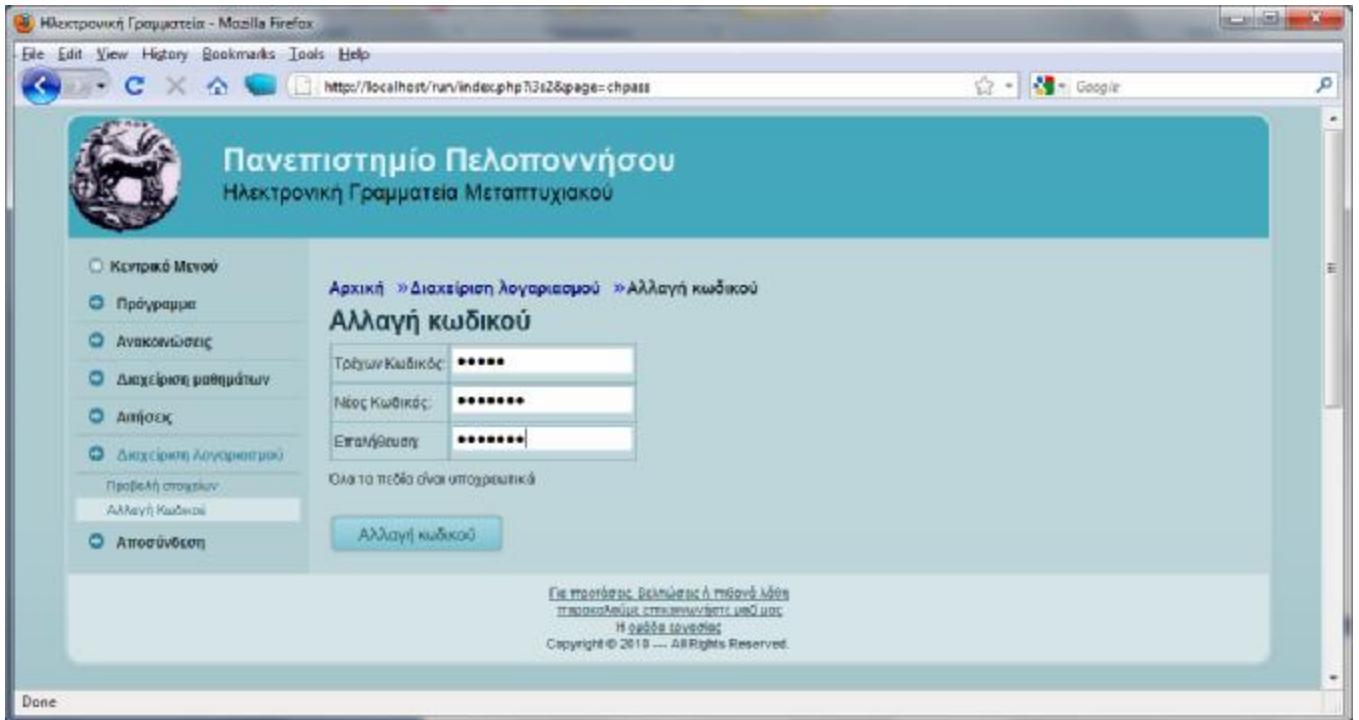 Ηλεκτρονική Γραμματεία - Mozilla Firefox
File Edit View History Bookmarks Tools Help
http://localhost/run/index.php?i3s2&page=chpass
Google
Πανεπιστημίο Πελοποννήσου
Ηλεκτρονική Γραμματεία Μεταπτυχιακού
Κεντρικό Μενού
Πρόγραμμα
Ανακοινώσεις
Διαχείριση μαθημάτων
Αιτήσεις
Διαχείριση Λογαριασμού
Προβολή στοιχείων
Αλλαγή Κωδικού
Αποσύνδεση
Αρχική »Διαχείριση λογαριασμού »Αλλαγή κωδικού
Αλλαγή κωδικού
Τρέχων Κωδικός:
Νέος Κωδικός:
Επαλήθευση:
Όλα τα πεδία είναι υποχρεωτικά
Αλλαγή κωδικού
Για προτάσεις, βελτιώσεις ή πιθανά λάθη
παρακαλούμε επικοινωνήστε μαζί μας
Η ομάδα εργασίας
Copyright © 2010 --- All Rights Reserved.
Done